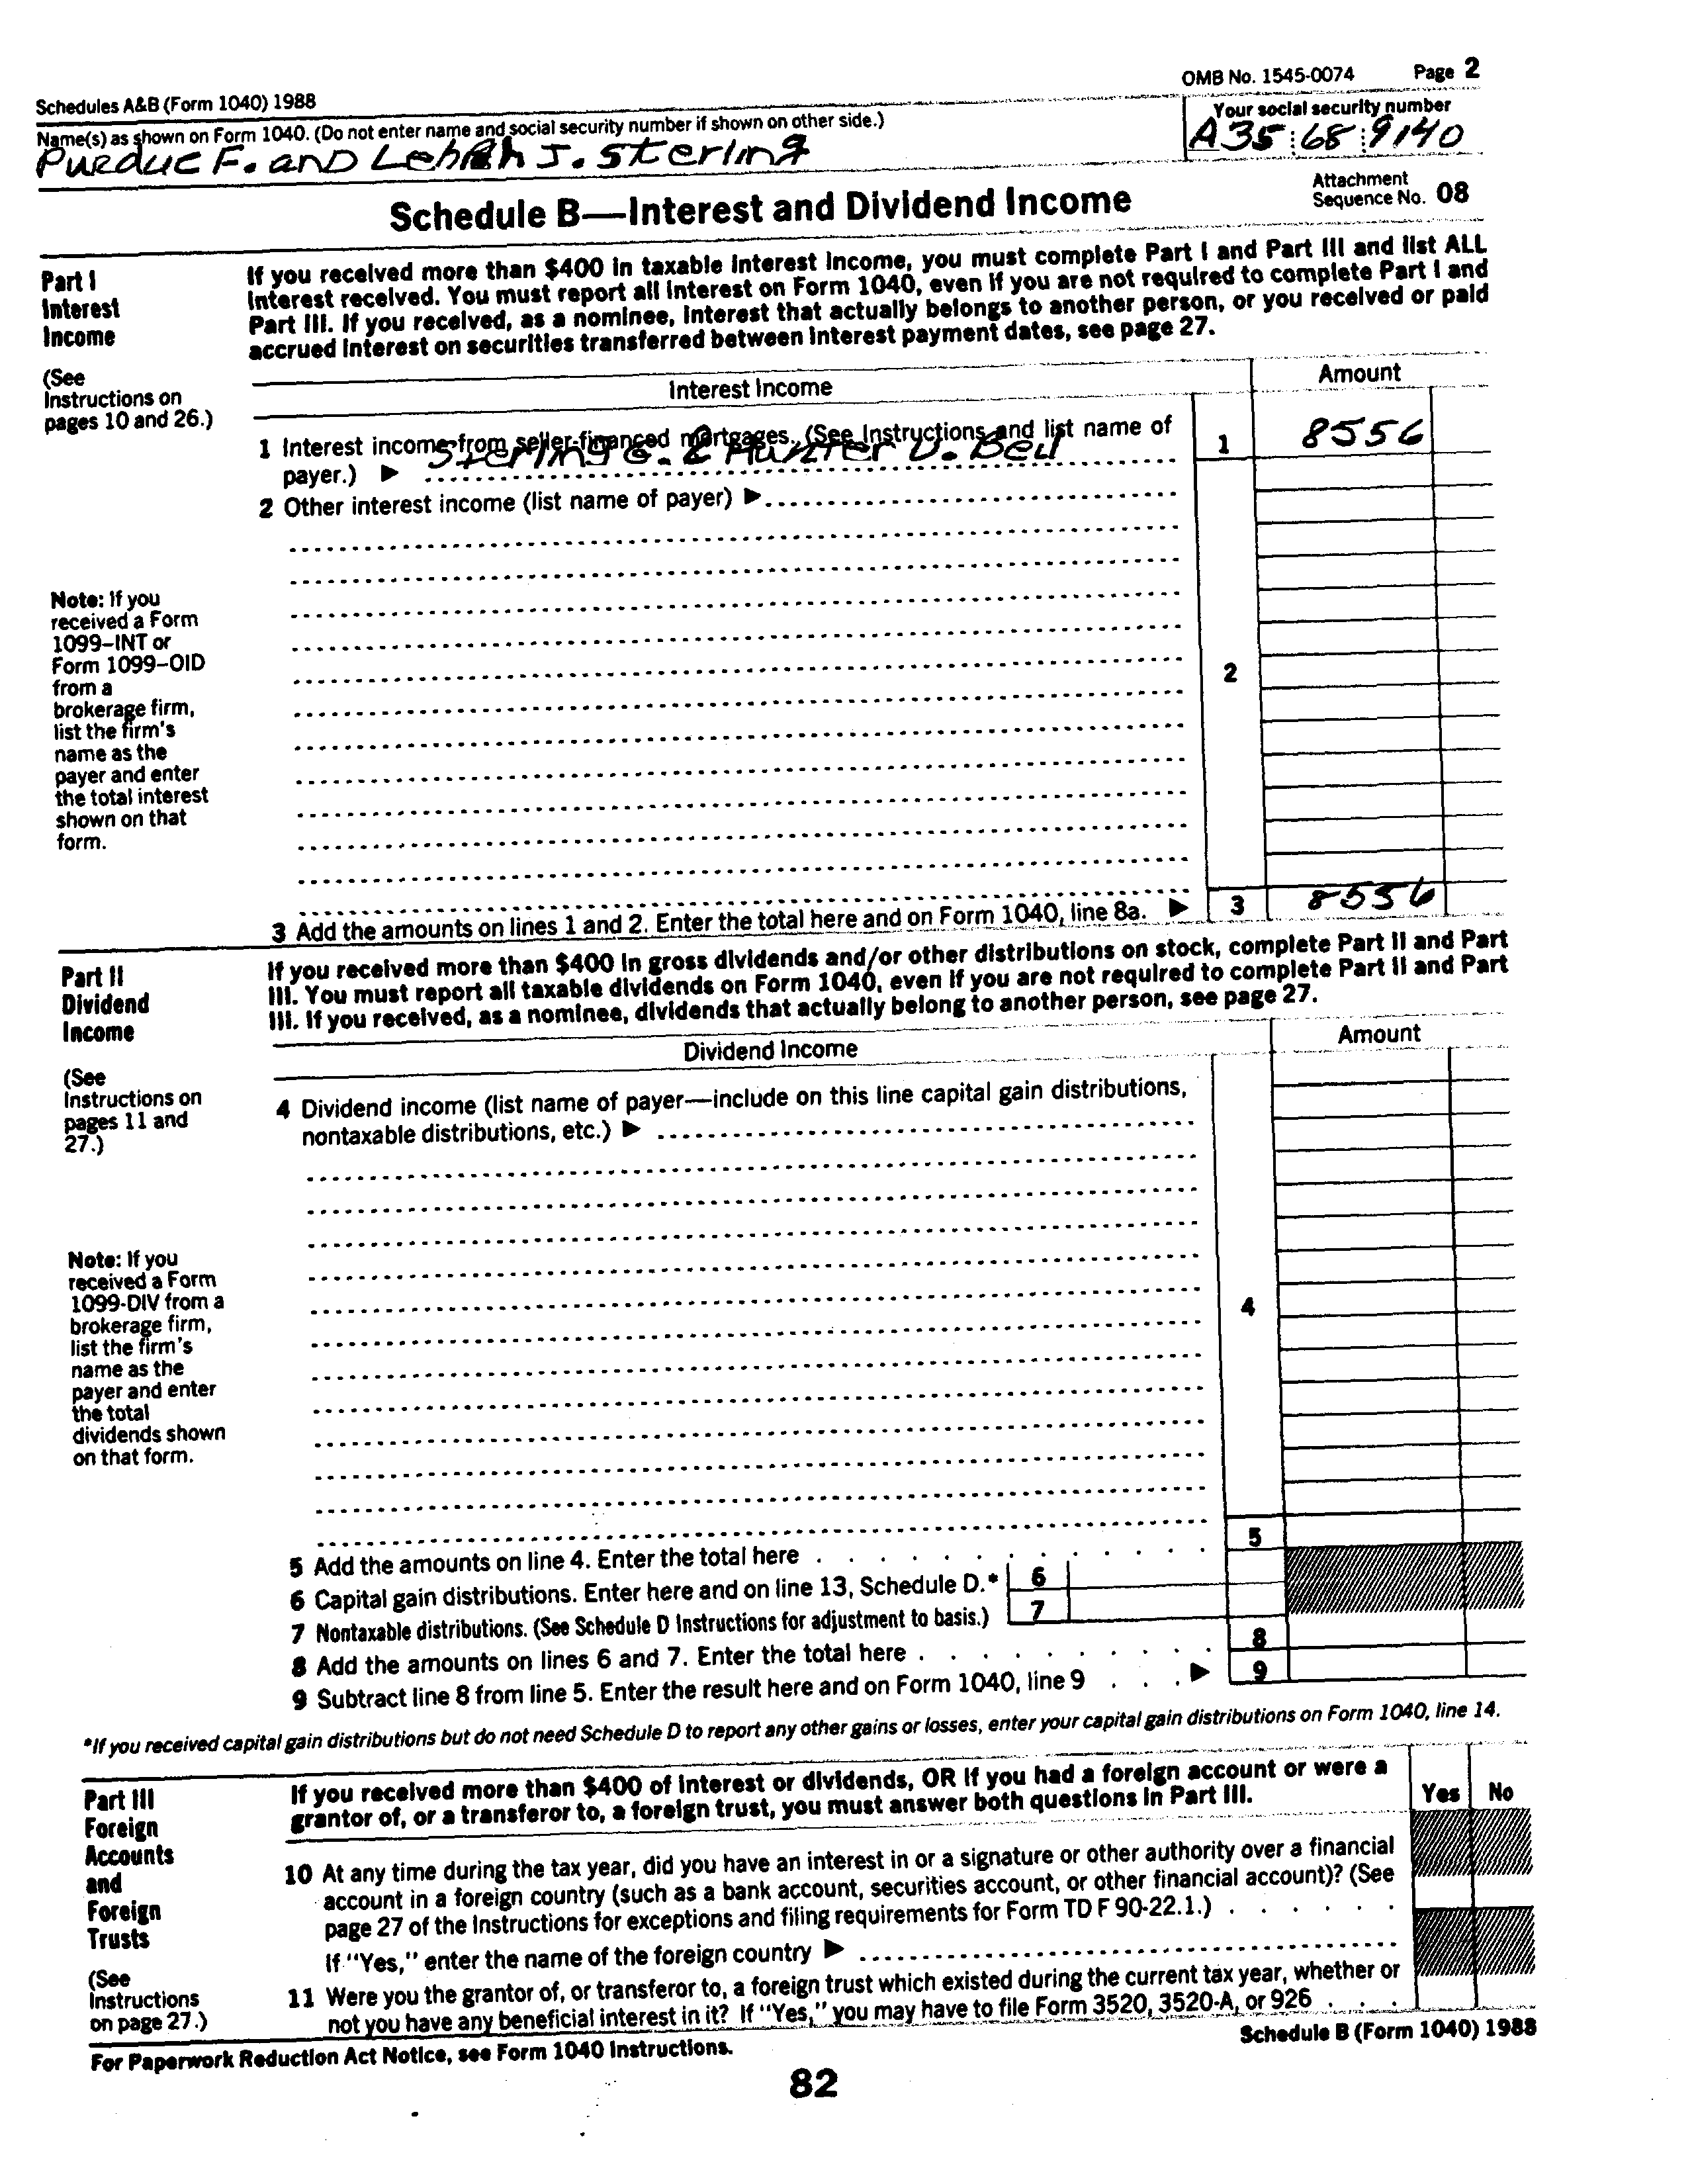 Schedules A&B (Form 1040) 1988
OMB No. 1545-0074 Page 2
Name(s) as shown on Form 1040. (Do not enter name and social security number if shown on other side.)
Your social security number
F. and J. Sterling
A35 68 9140
Schedule B—Interest and Dividend Income
Attachment
Sequence No. 08
Part I
Interest
Income
If you received more than $400 in taxable interest income, you must complete Part I and Part III and list ALL
interest received. You must report all interest on Form 1040, even if you are not required to complete Part I and
Part III. If you received, as a nominee, interest that actually belongs to another person, or you received or paid
accrued interest on securities transferred between interest payment dates, see page 27.
(See
Instructions on
pages 10 and 26.)
Interest Income
Amount
1 Interest income from seller-financed mortgages. (See Instructions and list name of
payer.) ▶ Sterling G. & Hunter V. Bell
1 8556
2 Other interest income (list name of payer) ▶
Note: If you
received a Form
1099–INT or
Form 1099–OID
from a
brokerage firm,
list the firm's
name as the
payer and enter
the total interest
shown on that
form.
2
3 Add the amounts on lines 1 and 2. Enter the total here and on Form 1040, line 8a. ▶ 3 8556
Part II
Dividend
Income
If you received more than $400 in gross dividends and/or other distributions on stock, complete Part II and Part
III. You must report all taxable dividends on Form 1040, even if you are not required to complete Part II and Part
III. If you received, as a nominee, dividends that actually belong to another person, see page 27.
(See
Instructions on
pages 11 and
27.)
Dividend Income
Amount
4 Dividend income (list name of payer—include on this line capital gain distributions,
nontaxable distributions, etc.) ▶
Note: If you
received a Form
1099-DIV from a
brokerage firm,
list the firm's
name as the
payer and enter
the total
dividends shown
on that form.
4
5 Add the amounts on line 4. Enter the total here 5
6 Capital gain distributions. Enter here and on line 13, Schedule D.* 6
7 Nontaxable distributions. (See Schedule D Instructions for adjustment to basis.) 7
8 Add the amounts on lines 6 and 7. Enter the total here 8
9 Subtract line 8 from line 5. Enter the result here and on Form 1040, line 9 ▶ 9
*If you received capital gain distributions but do not need Schedule D to report any other gains or losses, enter your capital gain distributions on Form 1040, line 14.
Part III
Foreign
Accounts
and
Foreign
Trusts
(See
Instructions
on page 27.)
If you received more than $400 of interest or dividends, OR if you had a foreign account or were a
grantor of, or a transferor to, a foreign trust, you must answer both questions in Part III.
Yes No
10 At any time during the tax year, did you have an interest in or a signature or other authority over a financial
account in a foreign country (such as a bank account, securities account, or other financial account)? (See
page 27 of the Instructions for exceptions and filing requirements for Form TD F 90-22.1.)
If "Yes," enter the name of the foreign country ▶
11 Were you the grantor of, or transferor to, a foreign trust which existed during the current tax year, whether or
not you have any beneficial interest in it? If "Yes," you may have to file Form 3520, 3520-A, or 926
For Paperwork Reduction Act Notice, see Form 1040 Instructions.
Schedule B (Form 1040) 1988
82